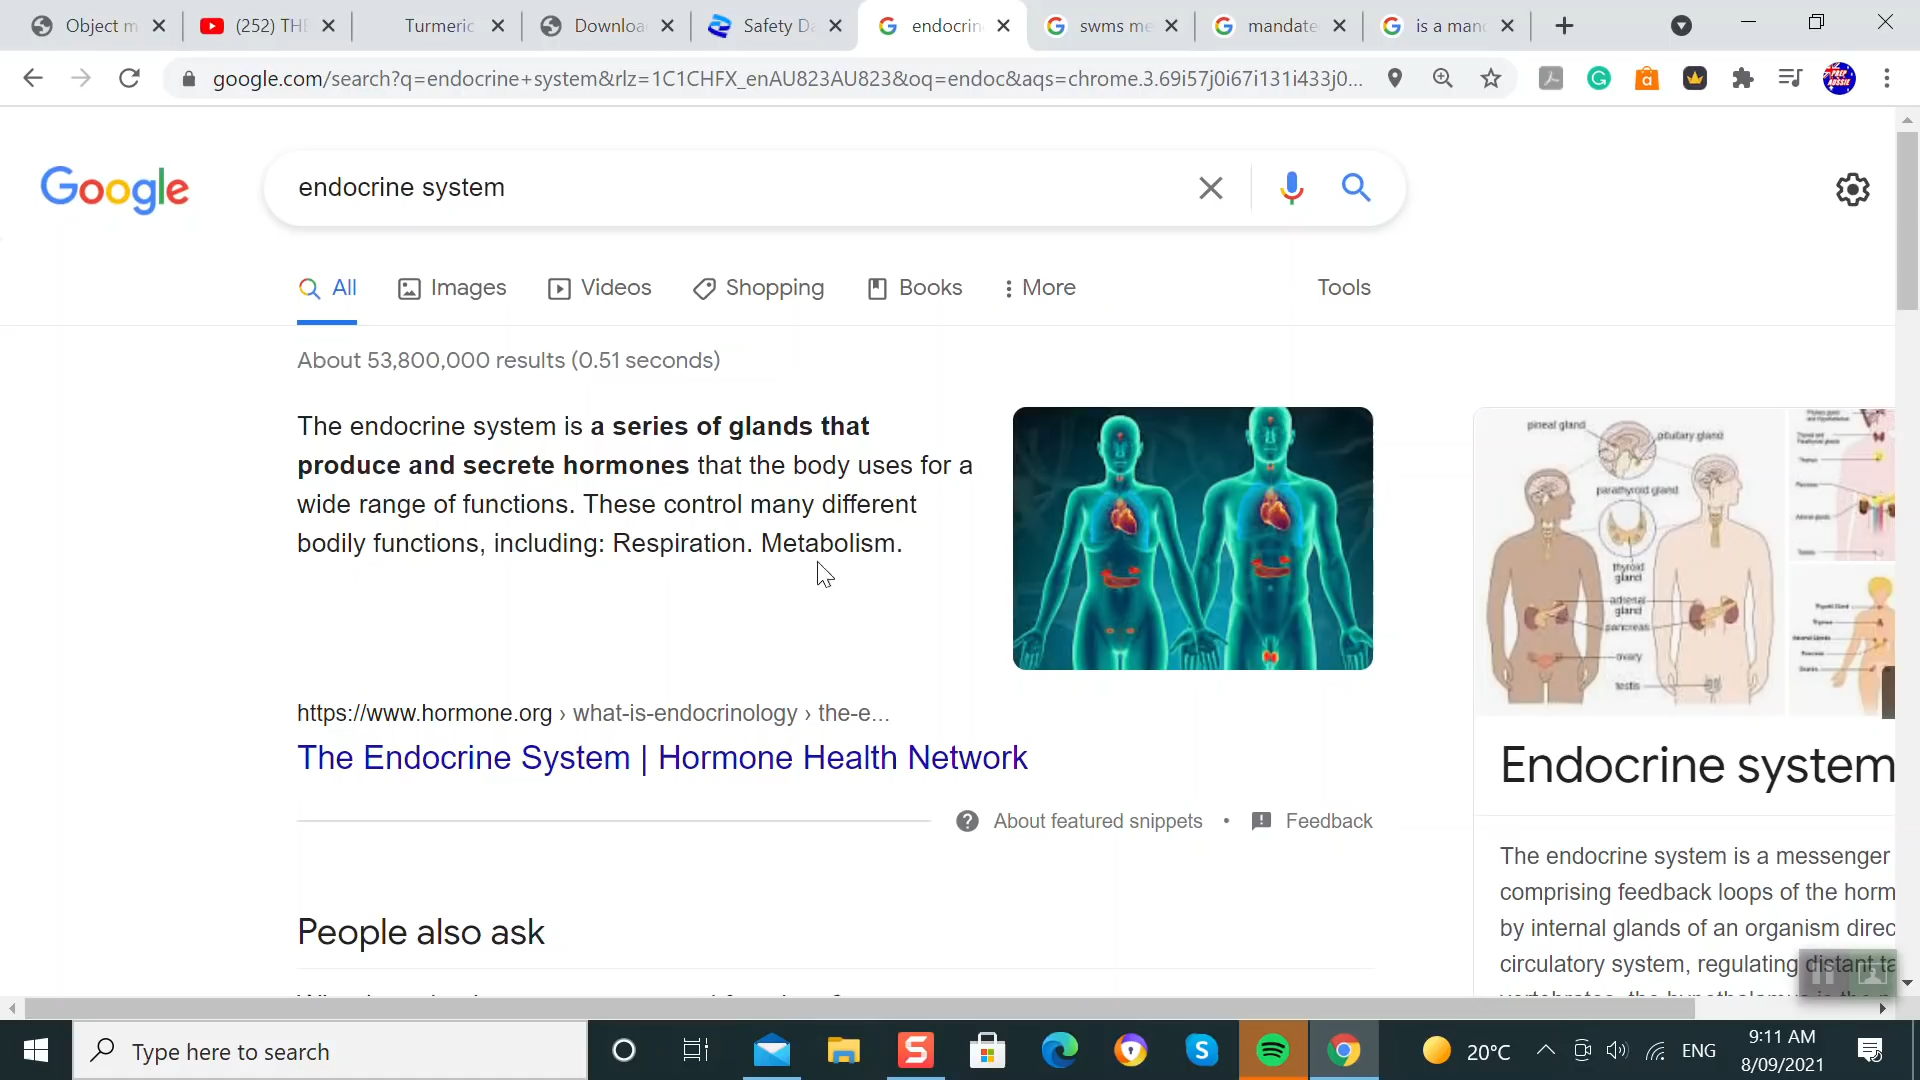 Object m
(252) TH
Turmeric
Downloa
Safety Da
endocrin
swms me
mandate
is a man
google.com/search?q=endocrine+system&rlz=1C1CHFX_enAU823AU823&oq=endoc&aqs=chrome.3.69i57j0i67i131i433j0...
Google
endocrine system
All
Images
Videos
Shopping
Books
More
Tools
About 53,800,000 results (0.51 seconds)
The endocrine system is a series of glands that
produce and secrete hormones that the body uses for a
wide range of functions. These control many different
bodily functions, including: Respiration. Metabolism.
pineal gland
pituitary gland
parathyroid gland
thyroid
gland
adrenal
gland
pancreas
ovary
testis
https://www.hormone.org › what-is-endocrinology › the-e...
The Endocrine System | Hormone Health Network
About featured snippets • Feedback
People also ask
Endocrine system
The endocrine system is a messenger
comprising feedback loops of the horm
by internal glands of an organism direc
circulatory system, regulating distant ta
Type here to search
20°C
ENG
9:11 AM
8/09/2021